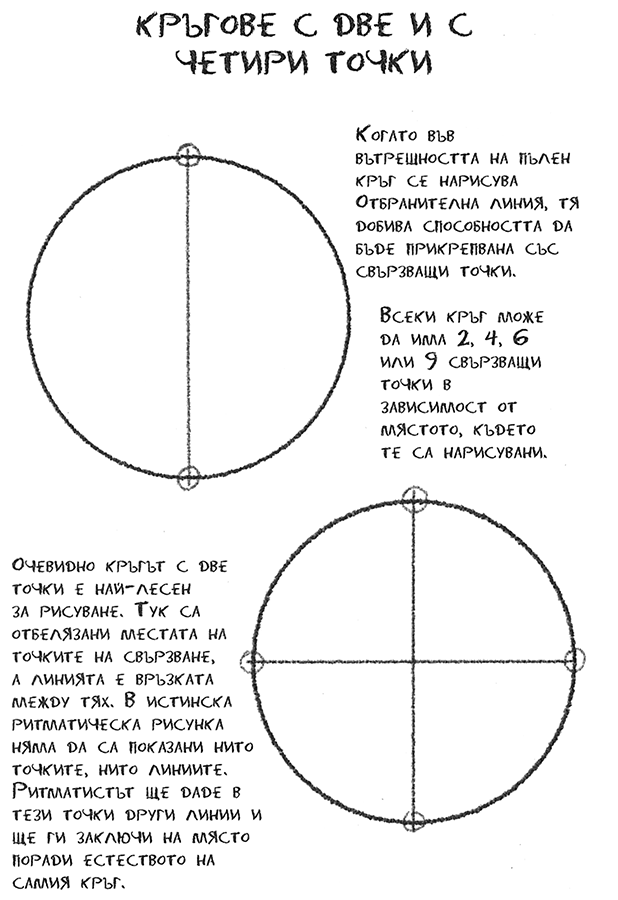 Кръгове с две и с
четири точки
Когато във
вътрешността на пълен
кръг се нарисува
Отбранителна линия, тя
добива способността да
бъде прикрепвана със
свързващи точки.
Всеки кръг може
да има 2, 4, 6
или 9 свързващи
точки в
зависимост от
мястото, където
те са нарисувани.
Очевидно кръгът с две
точки е най-лесен
за рисуване. Тук са
отбелязани местата на
точките на свързване,
а линията е връзката
между тях. В истинска
ритматическа рисунка
няма да са показани нито
точките, нито линиите.
Ритматистът ще даде в
тези точки други линии и
ще ги заключи на място
поради естеството на
самия кръг.